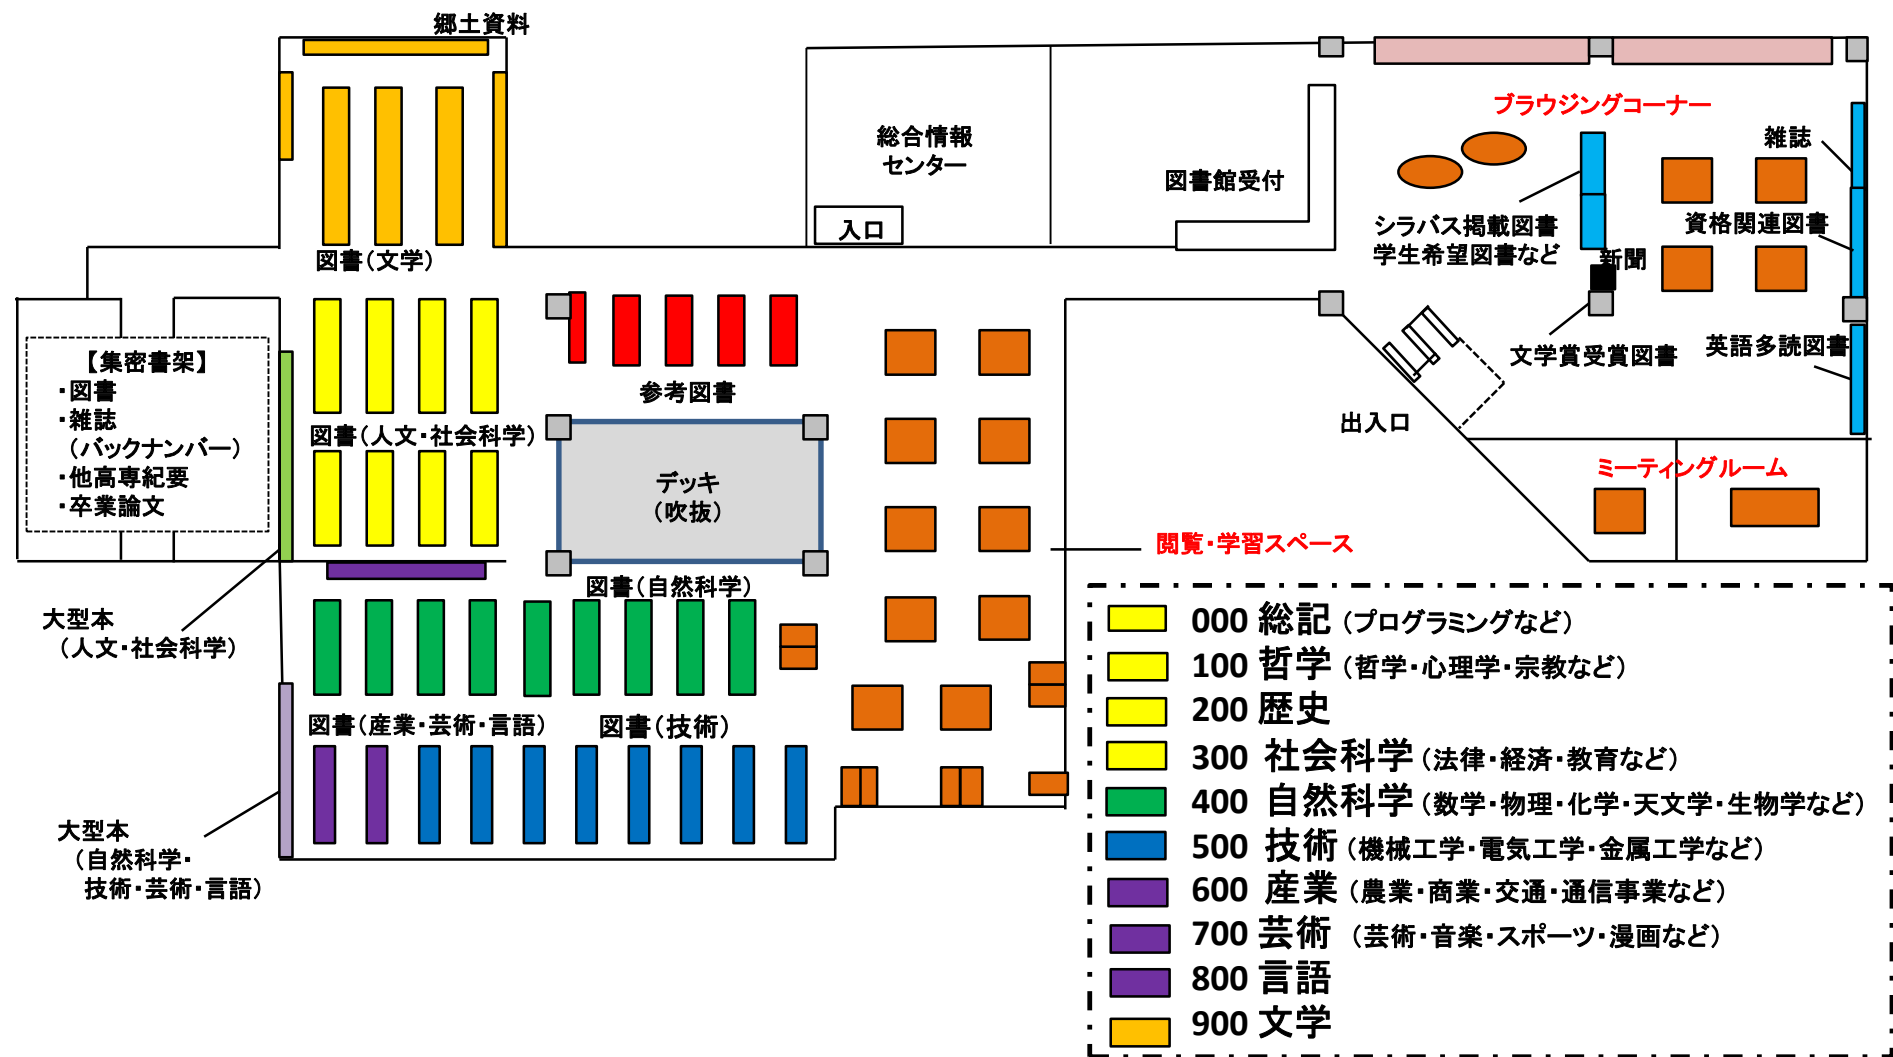 郷土資料
ブラウジングコーナー
総合情報
センター
雑誌
図書館受付
入口
シラバス掲載図書
学生希望図書など
資格関連図書
新聞
図書(文学)
【集密書架】
・図書
・雑誌
(バックナンバー)
・他高専紀要
・卒業論文
参考図書
文学賞受賞図書
英語多読図書
出入口
図書(人文・社会科学)
デッキ
(吹抜)
ミーティングルーム
閲覧・学習スペース
図書(自然科学)
大型本
(人文・社会科学)
図書(産業・芸術・言語)
図書(技術)
大型本
(自然科学・
技術・芸術・言語)
000 総記 (プログラミングなど)
100 哲学 (哲学・心理学・宗教など)
200 歴史
300 社会科学 (法律・経済・教育など)
400 自然科学 (数学・物理・化学・天文学・生物学など)
500 技術 (機械工学・電気工学・金属工学など)
600 産業 (農業・商業・交通・通信事業など)
700 芸術 (芸術・音楽・スポーツ・漫画など)
800 言語
900 文学